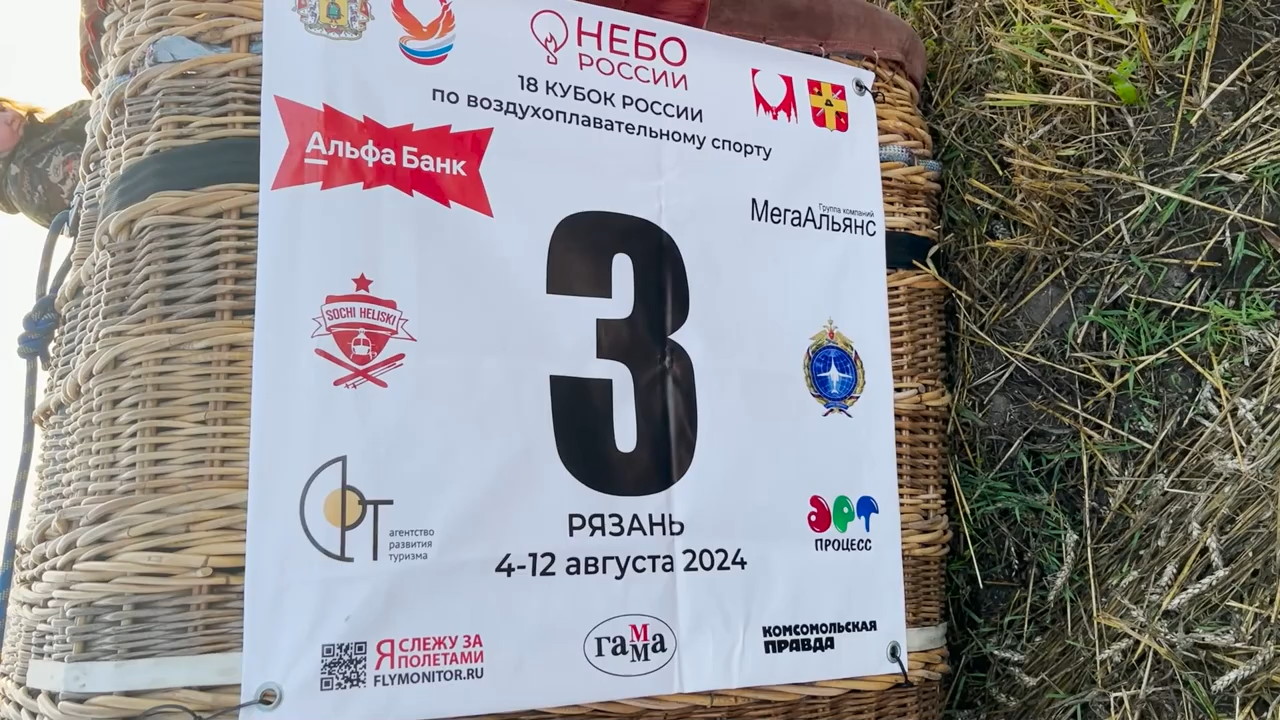 НЕБО
РОССИИ
18 КУБОК РОССИИ
по воздухоплавательному спорту
Альфа Банк
Группа компаний
МегаАльянс
SOCHI HELISKI
3
агентство
развития
туризма
арт
ПРОЦЕСС
РЯЗАНЬ
4-12 августа 2024
Я СЛЕЖУ ЗА
ПОЛЕТАМИ
FLYMONITOR.RU
гамма
КОМСОМОЛЬСКАЯ
ПРАВДА